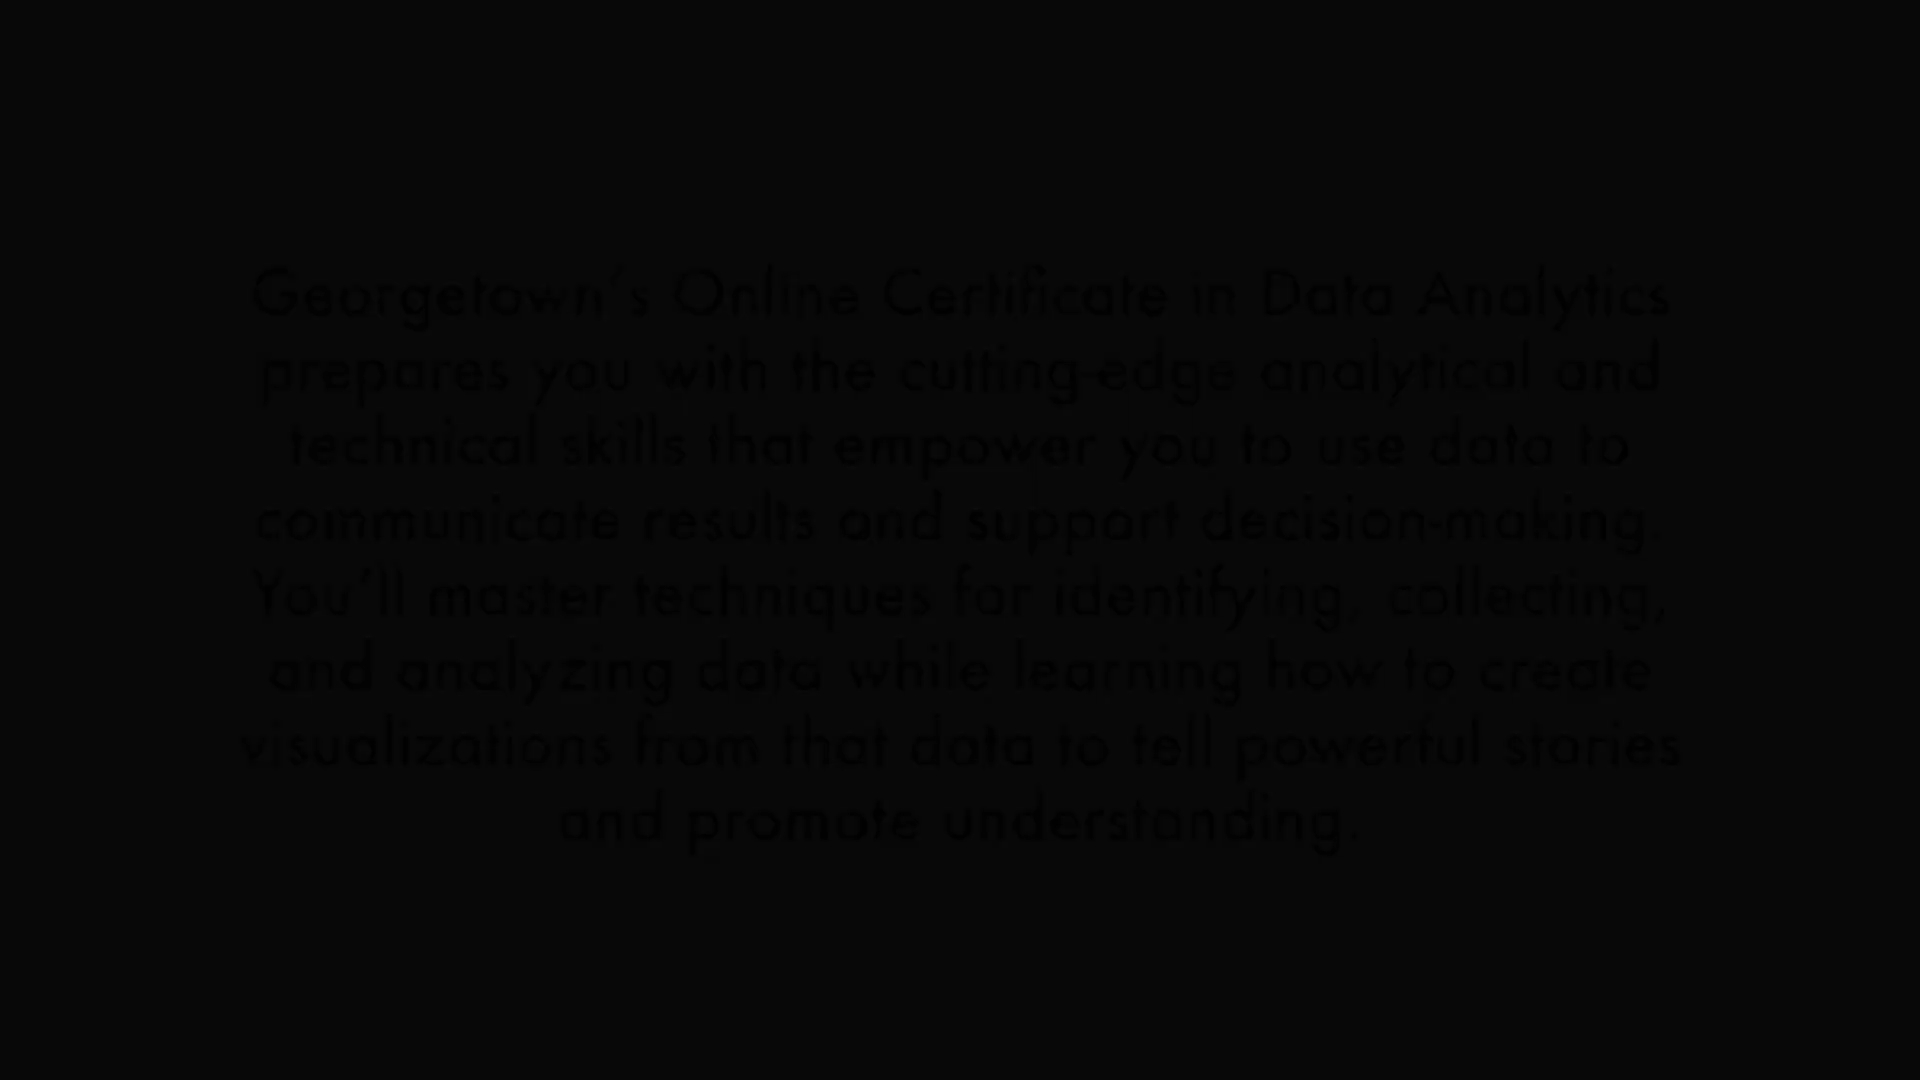 Georgetown's Online Certificate in Data Analytics
prepares you with the cutting-edge analytical and
technical skills that empower you to use data to
communicate results and support decision-making.
You'll master techniques for identifying, collecting,
and analyzing data while learning how to create
visualizations from that data to tell powerful stories
and promote understanding.